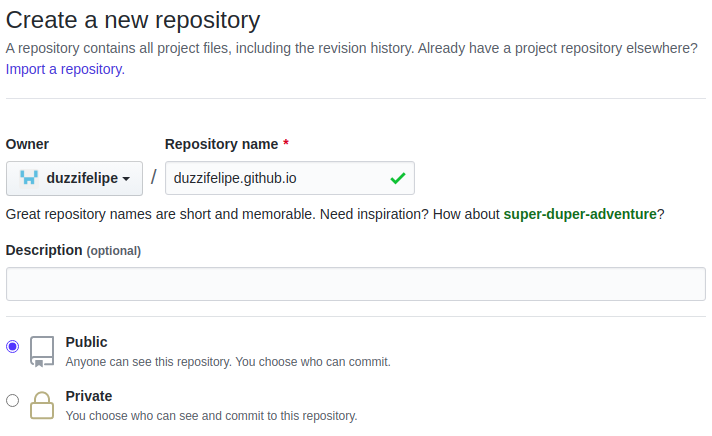 Create a new repository
A repository contains all project files, including the revision history. Already have a project repository elsewhere?
Import a repository.
Owner
Repository name *
duzzifelipe
/
duzzifelipe.github.io
Great repository names are short and memorable. Need inspiration? How about super-duper-adventure?
Description (optional)
Public
Anyone can see this repository. You choose who can commit.
Private
You choose who can see and commit to this repository.